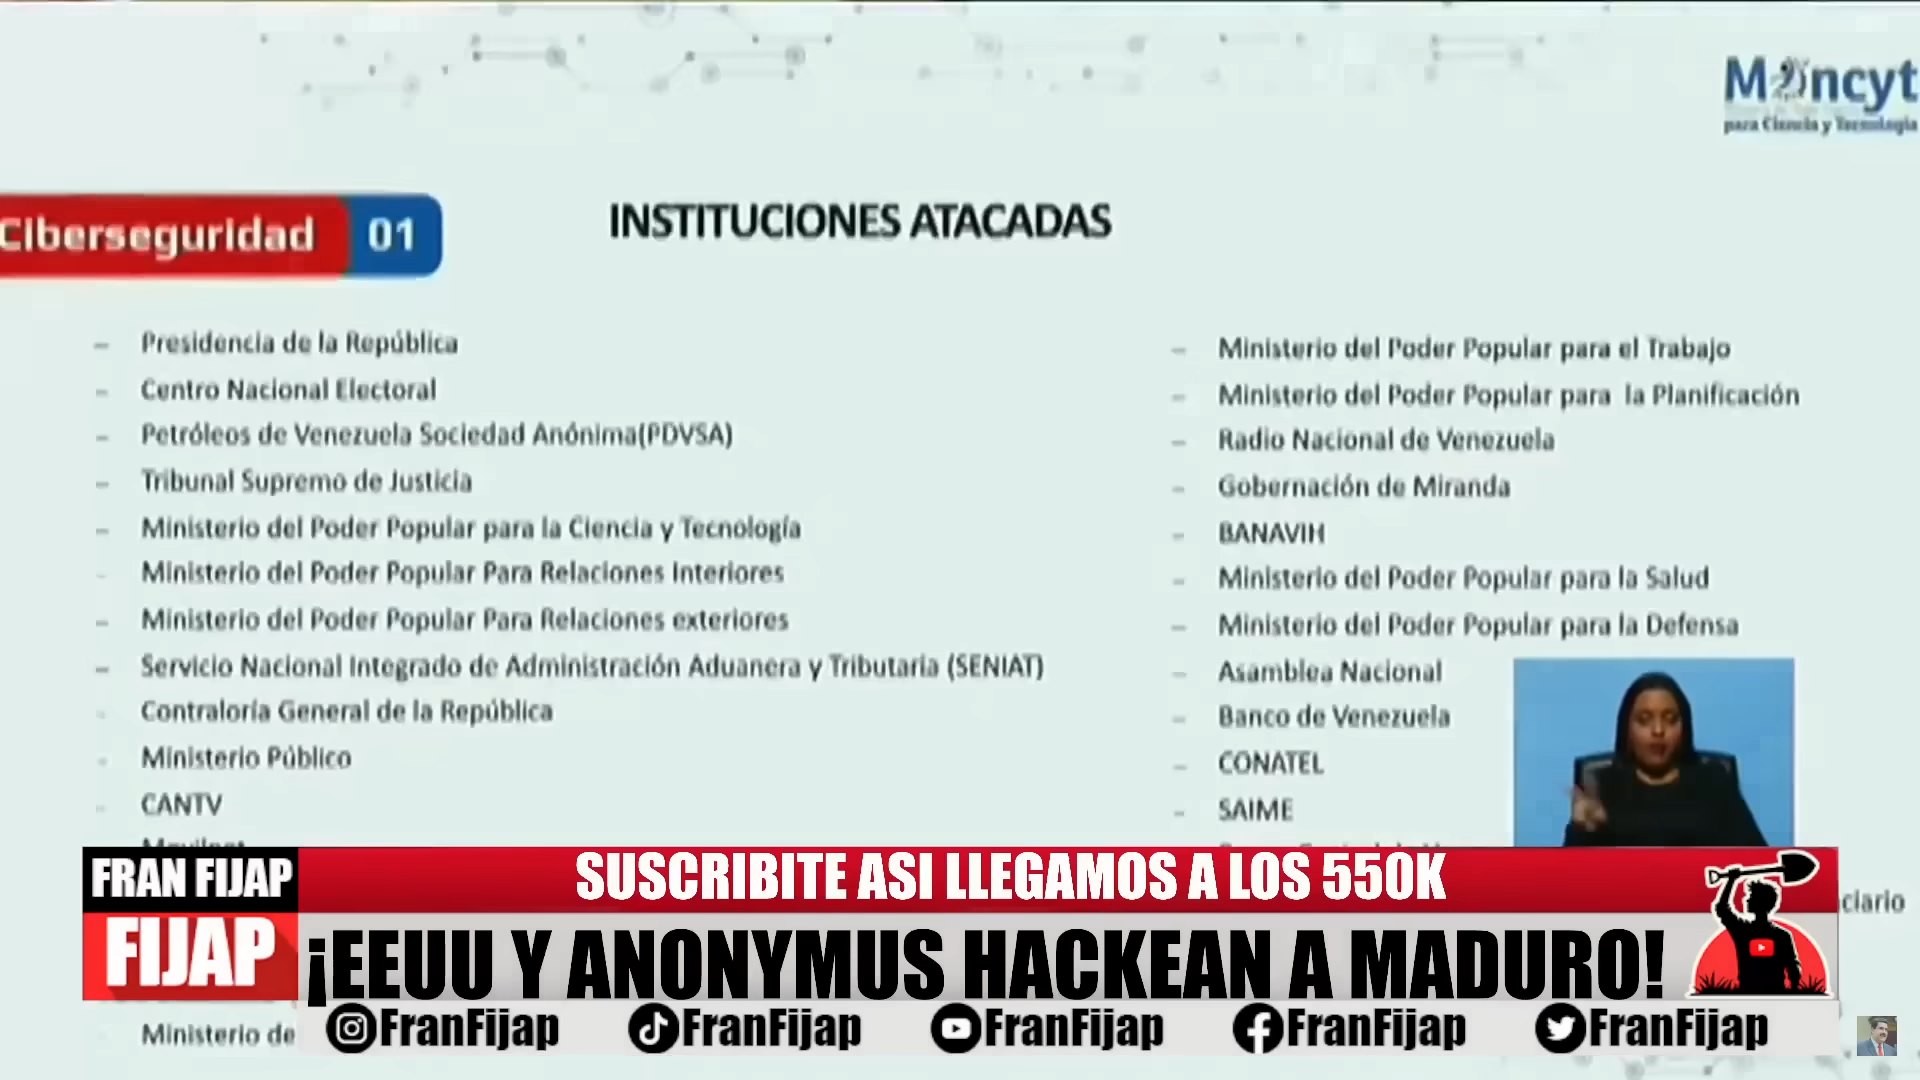 Mincyt
para Ciencia y Tecnología
Ciberseguridad 01
INSTITUCIONES ATACADAS
– Presidencia de la República
– Centro Nacional Electoral
– Petróleos de Venezuela Sociedad Anónima(PDVSA)
– Tribunal Supremo de Justicia
– Ministerio del Poder Popular para la Ciencia y Tecnología
– Ministerio del Poder Popular Para Relaciones Interiores
– Ministerio del Poder Popular Para Relaciones exteriores
– Servicio Nacional Integrado de Administración Aduanera y Tributaria (SENIAT)
– Contraloría General de la República
– Ministerio Público
– CANTV
– Ministerio del Poder Popular para el Trabajo
– Ministerio del Poder Popular para la Planificación
– Radio Nacional de Venezuela
– Gobernación de Miranda
– BANAVIH
– Ministerio del Poder Popular para la Salud
– Ministerio del Poder Popular para la Defensa
– Asamblea Nacional
– Banco de Venezuela
– CONATEL
– SAIME
ciario
Ministerio de
FRAN FIJAP
FIJAP
SUSCRIBITE ASI LLEGAMOS A LOS 550K
¡EEUU Y ANONYMUS HACKEAN A MADURO!
FranFijap FranFijap FranFijap FranFijap FranFijap